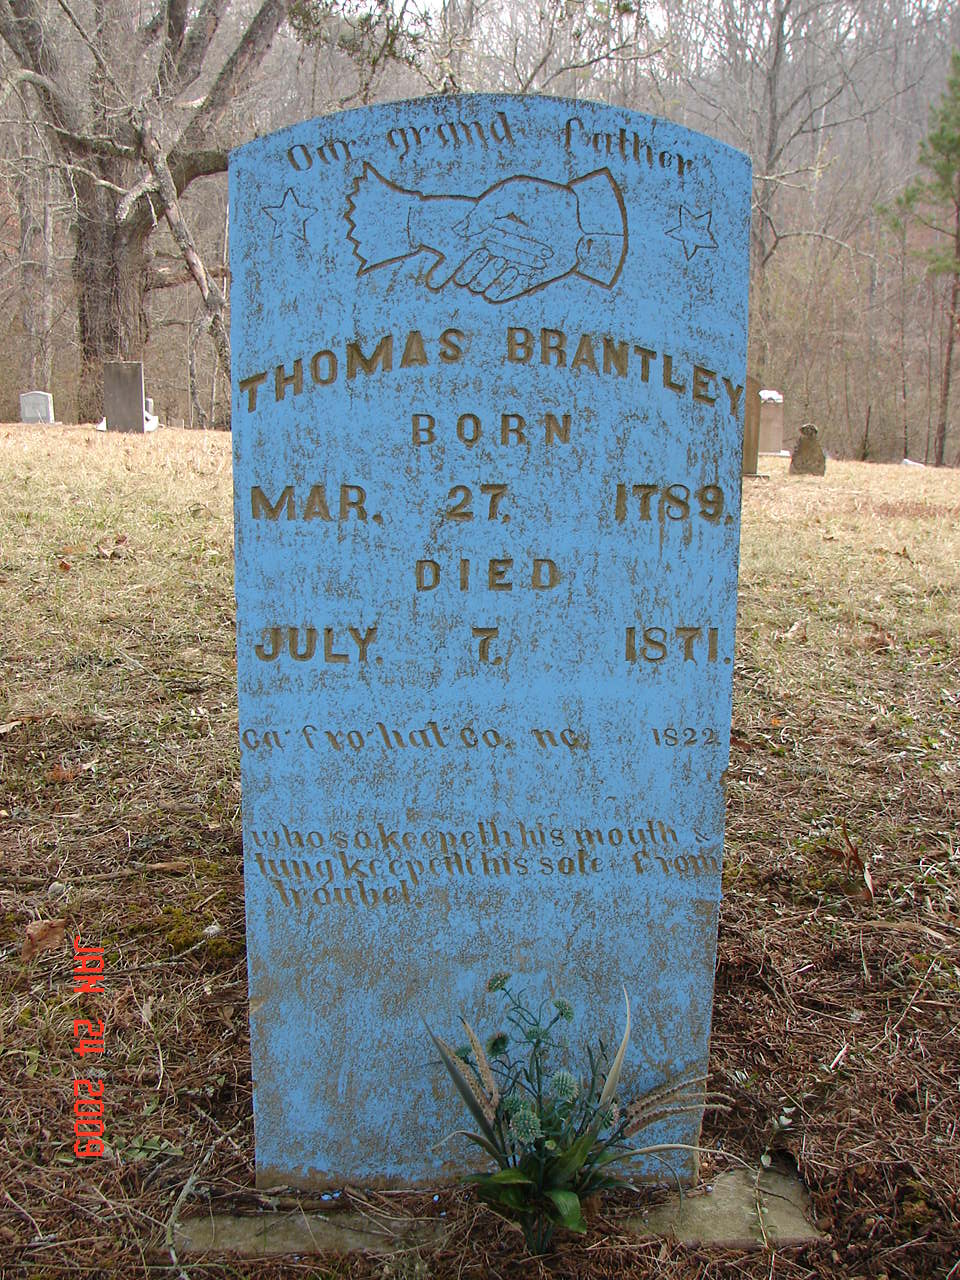 Our grand father
THOMAS BRANTLEY
BORN
MAR. 27, 1789.
DIED
JULY 7, 1871.
ca fro hat co, nc, 1822
who so a keepeth his mouth &
tung keepeth his sole from
troubel.
JAN 24 2008